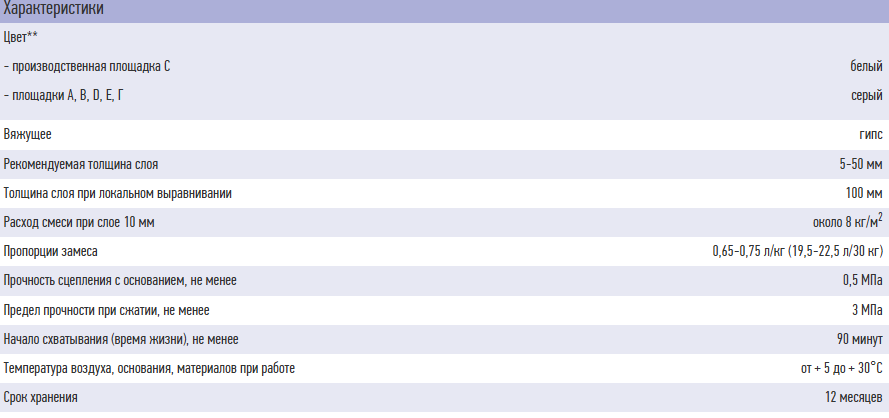 Характеристики
Цвет**
- производственная площадка С белый
- площадки А, В, D, Е, Г серый
Вяжущее гипс
Рекомендуемая толщина слоя 5-50 мм
Толщина слоя при локальном выравнивании 100 мм
Расход смеси при слое 10 мм около 8 кг/м²
Пропорции замеса 0,65-0,75 л/кг (19,5-22,5 л/30 кг)
Прочность сцепления с основанием, не менее 0,5 МПа
Предел прочности при сжатии, не менее 3 МПа
Начало схватывания (время жизни), не менее 90 минут
Температура воздуха, основания, материалов при работе от + 5 до + 30°С
Срок хранения 12 месяцев